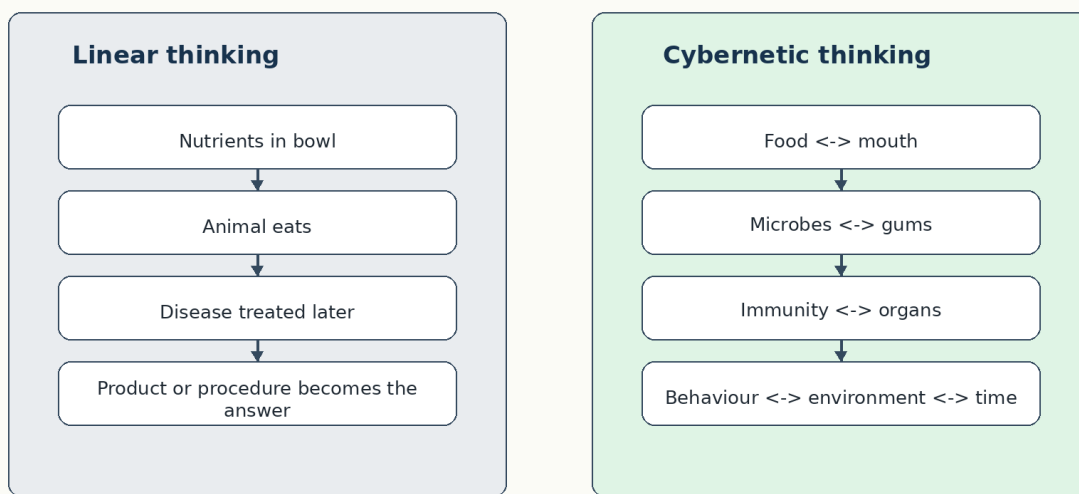 Linear thinking
Nutrients in bowl
Animal eats
Disease treated later
Product or procedure becomes the
answer
Cybernetic thinking
Food <-> mouth
Microbes <-> gums
Immunity <-> organs
Behaviour <-> environment <-> time